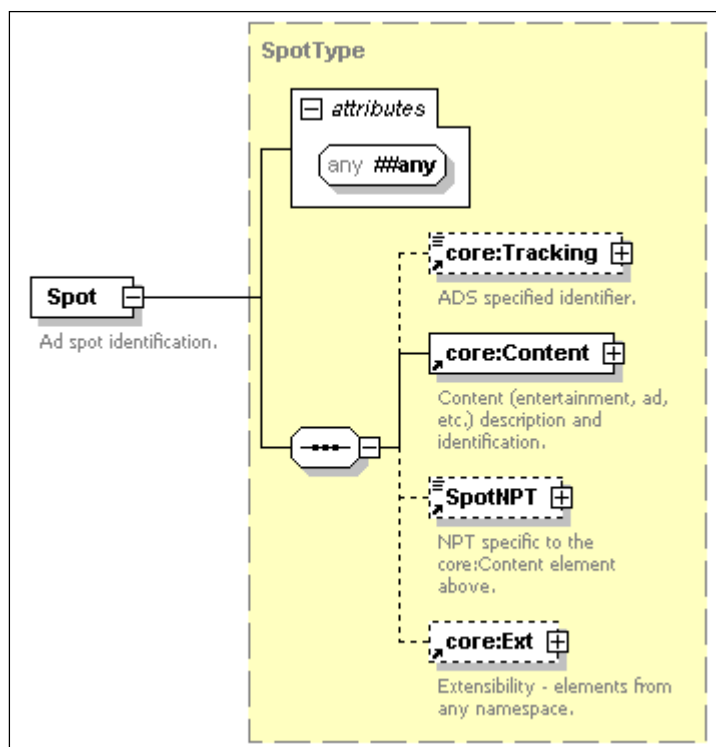 SpotType
attributes
any ##any
core:Tracking
ADS specified identifier.
Spot
Ad spot identification.
core:Content
Content (entertainment, ad,
etc.) description and
identification.
SpotNPT
NPT specific to the
core:Content element
above.
core:Ext
Extensibility - elements from
any namespace.